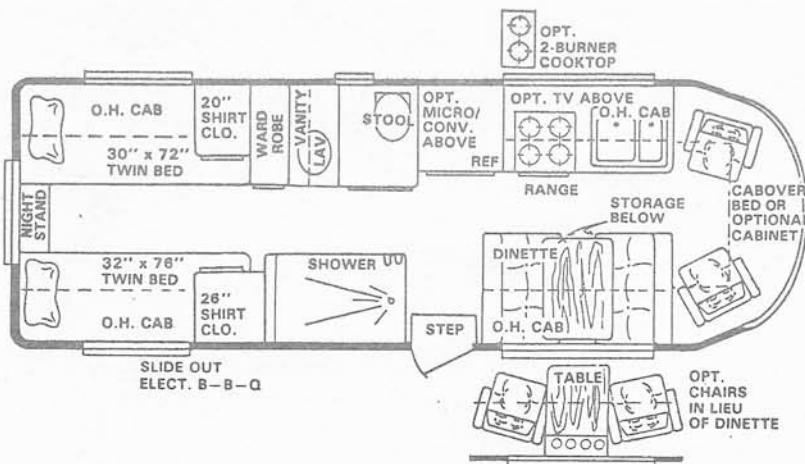 OPT.
2-BURNER
COOKTOP
O.H. CAB
20"
SHIRT
CLO.
WARD
ROBE
VANITY
LAV
STOOL
OPT.
MICRO/
CONV.
ABOVE
REF
OPT. TV ABOVE
O.H. CAB
30" x 72"
TWIN BED
RANGE
NIGHT
STAND
STORAGE
BELOW
CABOVER
BED OR
OPTIONAL
CABINET
32" x 76"
TWIN BED
O.H. CAB
26"
SHIRT
CLO.
SHOWER
DINETTE
O.H. CAB
STEP
SLIDE OUT
ELECT. B-B-Q
TABLE
OPT.
CHAIRS
IN LIEU
OF DINETTE